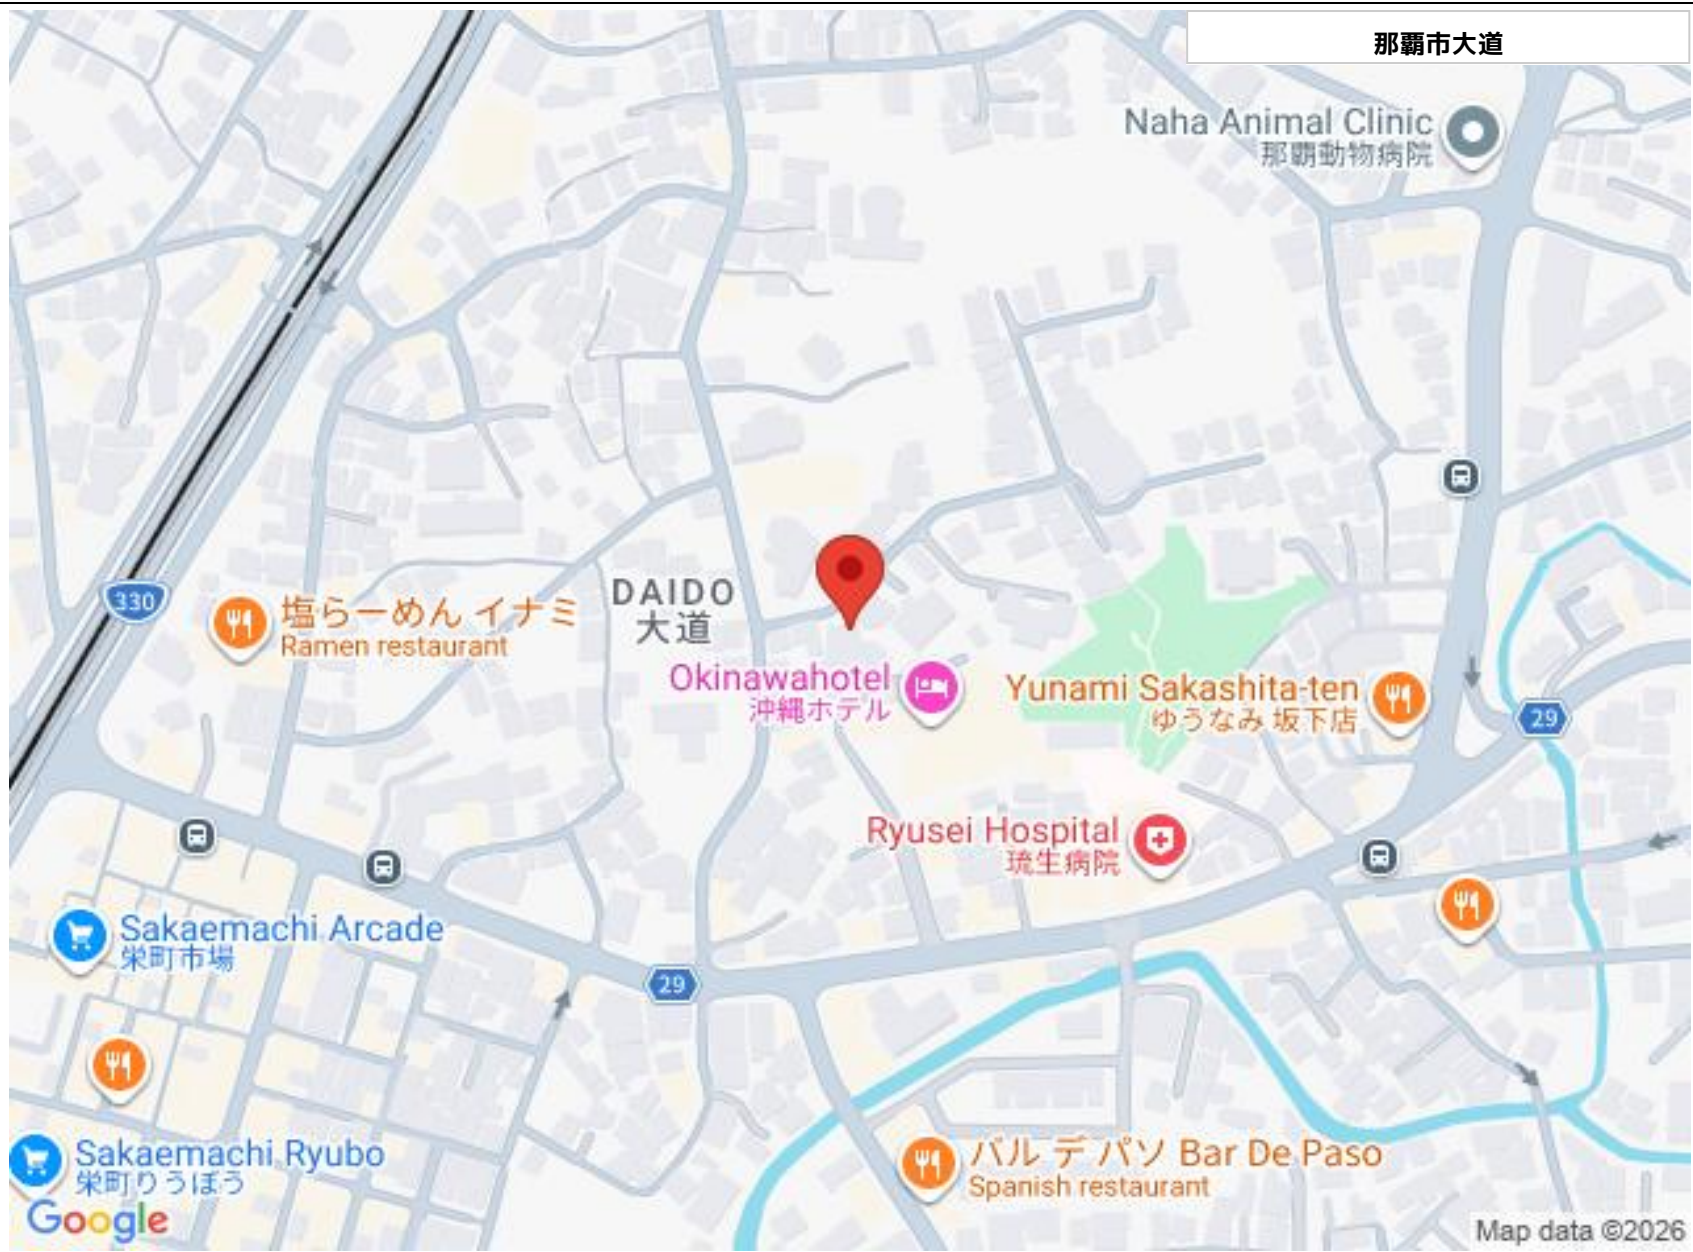 那覇市大道
Naha Animal Clinic
那覇動物病院
330
塩らーめん イナミ
Ramen restaurant
DAIDO
大道
Okinawahotel
沖縄ホテル
Yunami Sakashita-ten
ゆうなみ 坂下店
29
Ryusei Hospital
琉生病院
Sakaemachi Arcade
栄町市場
29
Sakaemachi Ryubo
栄町りうぼう
バル デ パソ Bar De Paso
Spanish restaurant
Google
Map data ©2026